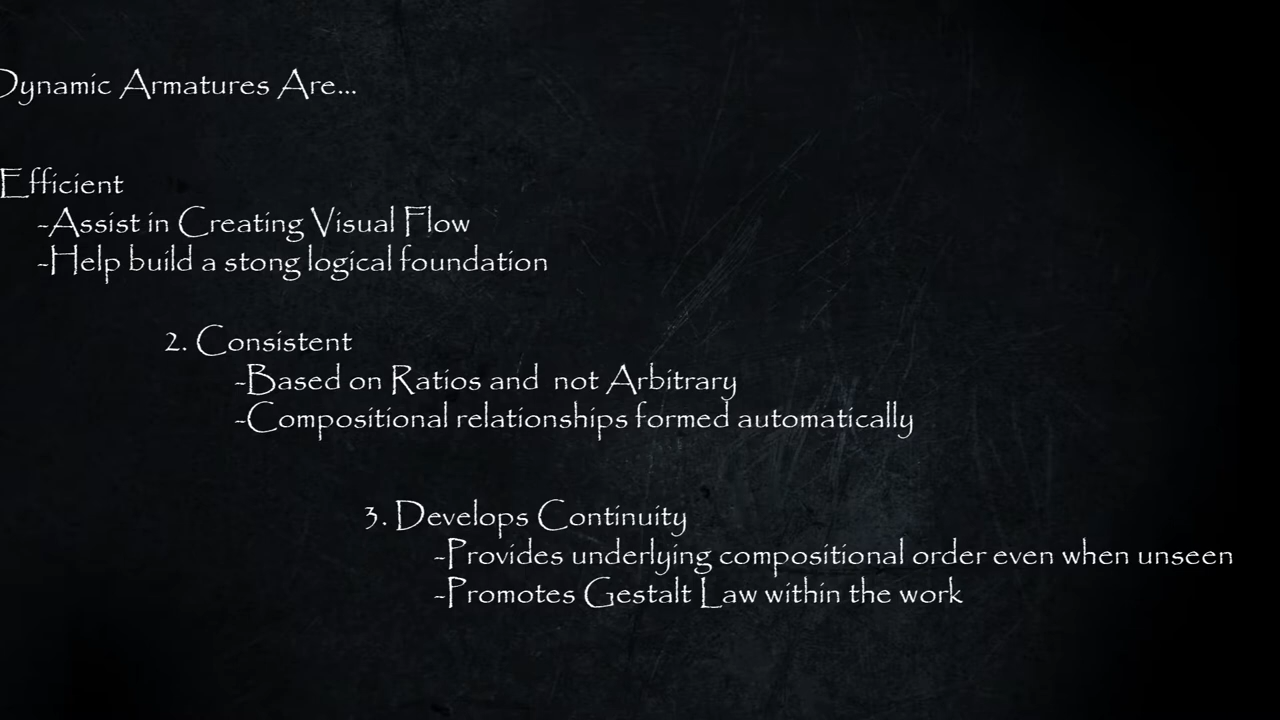 Dynamic Armatures Are...
Efficient
-Assist in Creating Visual Flow
-Help build a stong logical foundation
2. Consistent
-Based on Ratios and not Arbitrary
-Compositional relationships formed automatically
3. Develops Continuity
-Provides underlying compositional order even when unseen
-Promotes Gestalt Law within the work